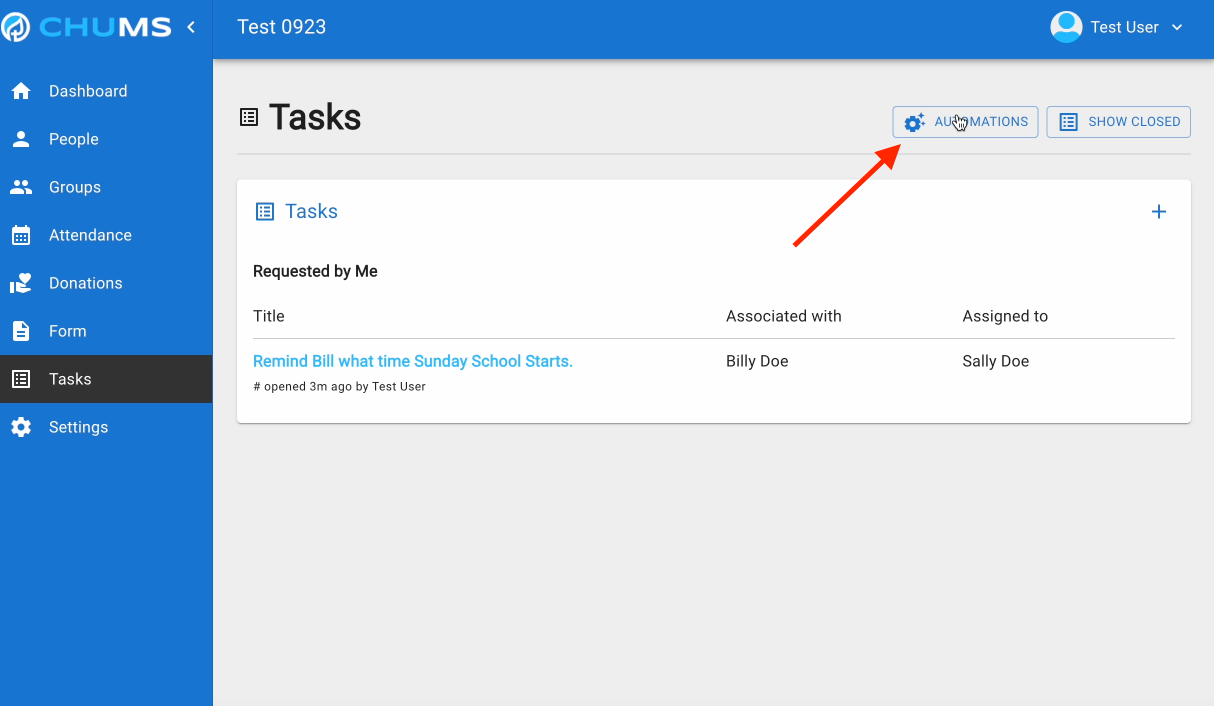 CHUMS
Test 0923
Test User
Dashboard
People
Groups
Attendance
Donations
Form
Tasks
Settings
Tasks
AUTOMATIONS
SHOW CLOSED
Tasks
Requested by Me
Title Associated with Assigned to
Remind Bill what time Sunday School Starts. Billy Doe Sally Doe
# opened 3m ago by Test User